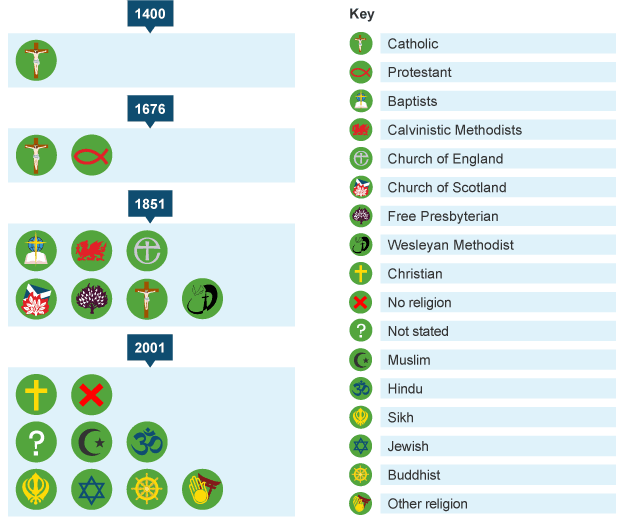 1400
1676
1851
2001
Key
Catholic
Protestant
Baptists
Calvinistic Methodists
Church of England
Church of Scotland
Free Presbyterian
Wesleyan Methodist
Christian
No religion
Not stated
Muslim
Hindu
Sikh
Jewish
Buddhist
Other religion